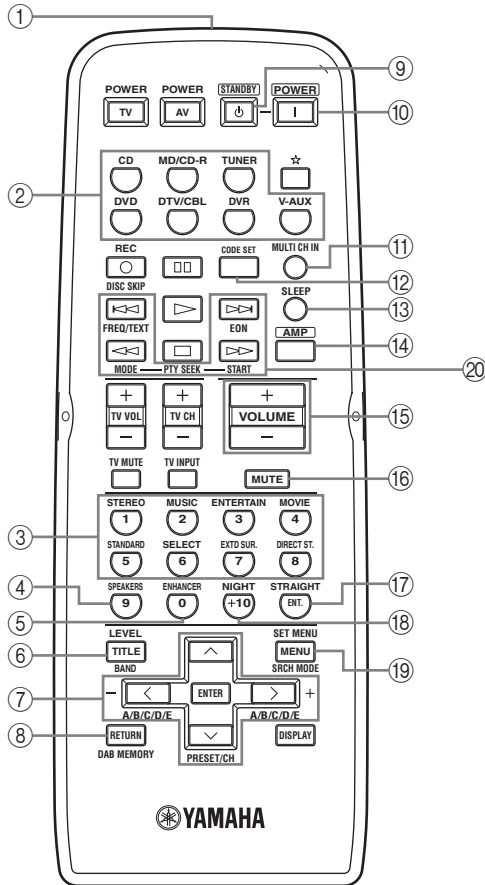 ①
⑨
POWER POWER STANDBY POWER
TV AV ⏻ – I
⑩
②
CD MD/CD-R TUNER ☆
DVD DTV/CBL DVR V-AUX
REC CODE SET MULTI CH IN
⑪
⑫
DISC SKIP SLEEP
⑬
FREQ/TEXT EON AMP
⑭
MODE PTY SEEK START
⑳
+ + +
TV VOL TV CH VOLUME
– – –
⑮
TV MUTE TV INPUT MUTE
⑯
STEREO MUSIC ENTERTAIN MOVIE
③
1 2 3 4
STANDARD SELECT EXTD SUR. DIRECT ST.
5 6 7 8
SPEAKERS ENHANCER NIGHT STRAIGHT
④
9 0 +10 ENT.
⑰
⑤
⑱
LEVEL SET MENU
⑥
TITLE MENU
⑲
BAND SRCH MODE
⑦
– ENTER +
A/B/C/D/E A/B/C/D/E
⑧
RETURN DISPLAY
DAB MEMORY PRESET/CH
YAMAHA